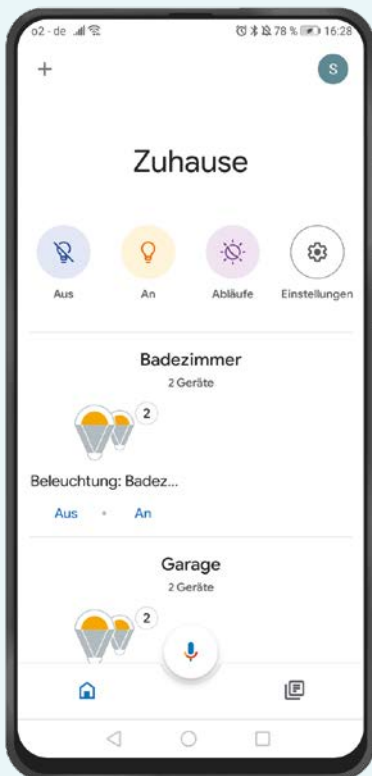 o2 - de 78 % 16:28
S
Zuhause
Aus An Abläufe Einstellungen
Badezimmer
2 Geräte
2
Beleuchtung: Badez...
Aus • An
Garage
2 Geräte
2